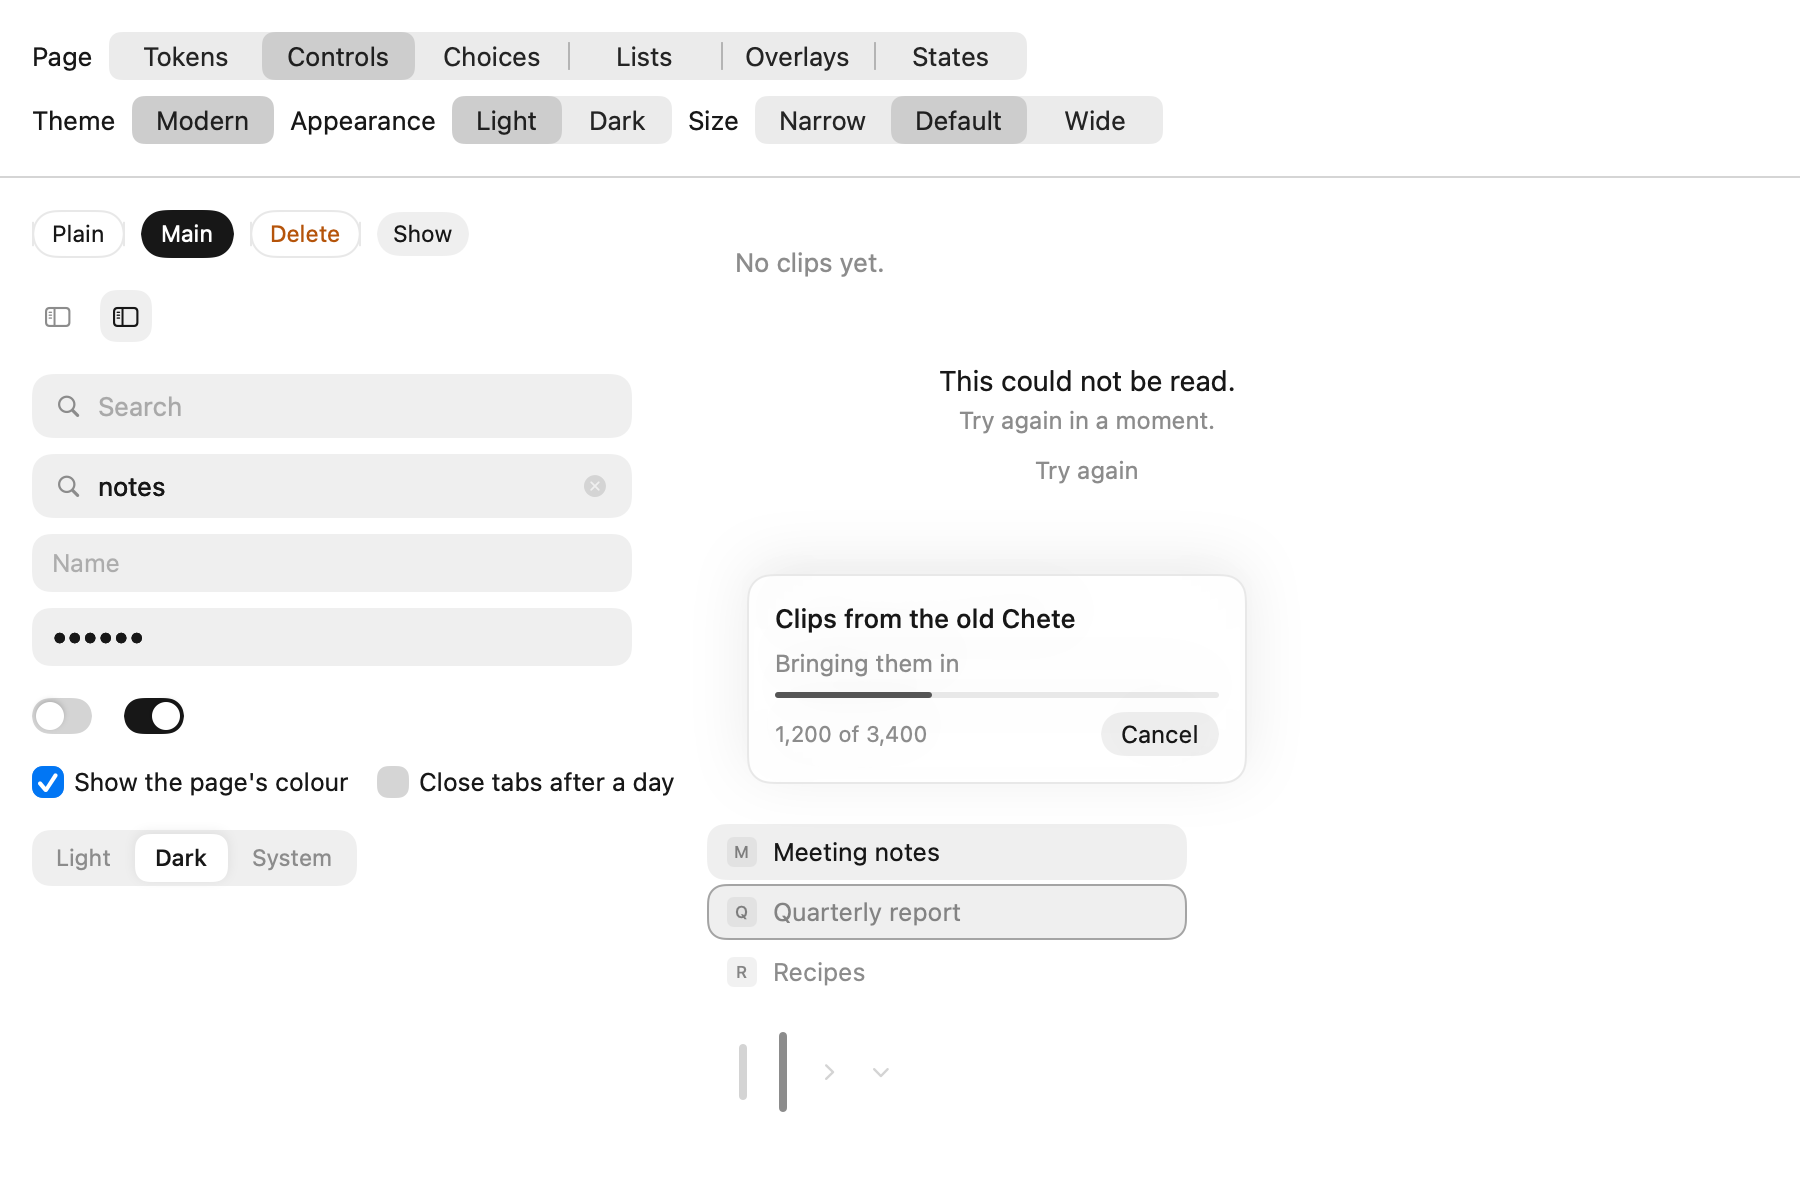 Page Tokens Controls Choices Lists Overlays States
Theme Modern Appearance Light Dark Size Narrow Default Wide
Plain Main Delete Show
Search
notes
Name
Show the page's colour Close tabs after a day
Light Dark System
No clips yet.
This could not be read.
Try again in a moment.
Try again
Clips from the old Chete
Bringing them in
1,200 of 3,400 Cancel
M Meeting notes
Q Quarterly report
R Recipes